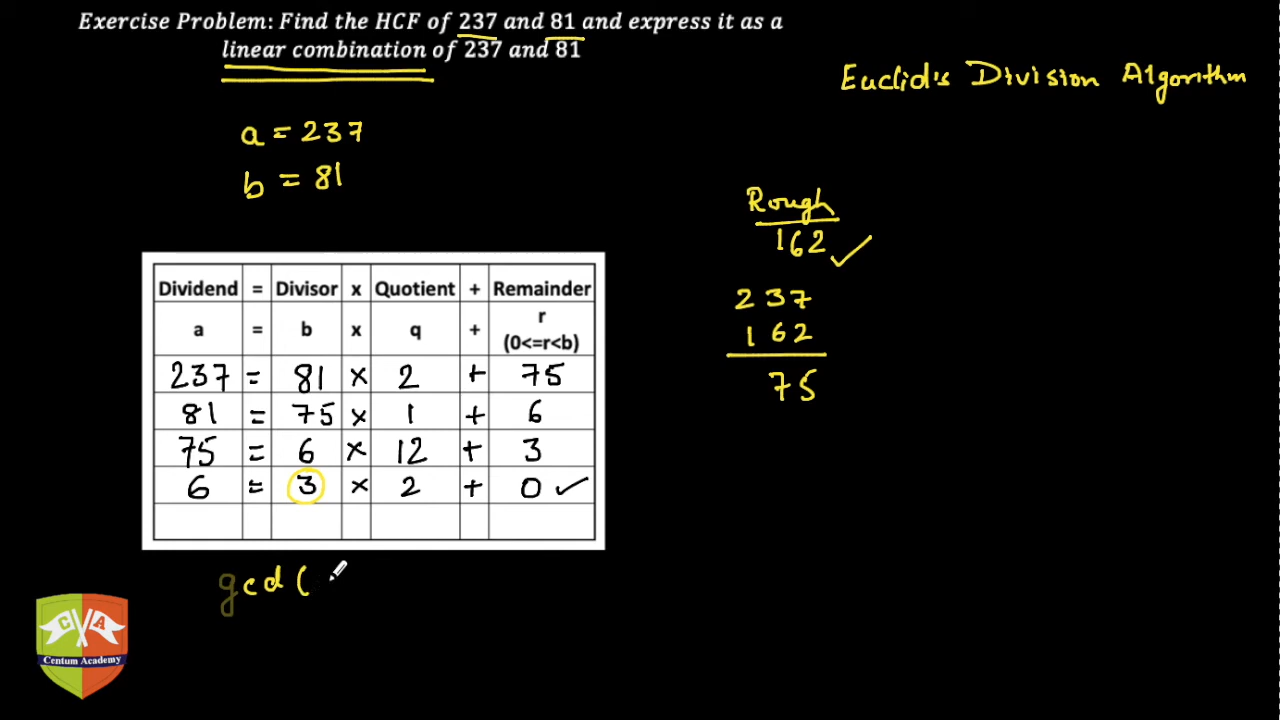 Exercise Problem: Find the HCF of 237 and 81 and express it as a
linear combination of 237 and 81
Euclid's Division Algorithm
a = 237
b = 81
Rough
162
237
162
75
Dividend = Divisor x Quotient + Remainder
a = b x q + r
(0<=r<b)
237 = 81 × 2 + 75
81 = 75 × 1 + 6
75 = 6 × 12 + 3
6 = 3 × 2 + 0
gcd (
C A
Centum Academy